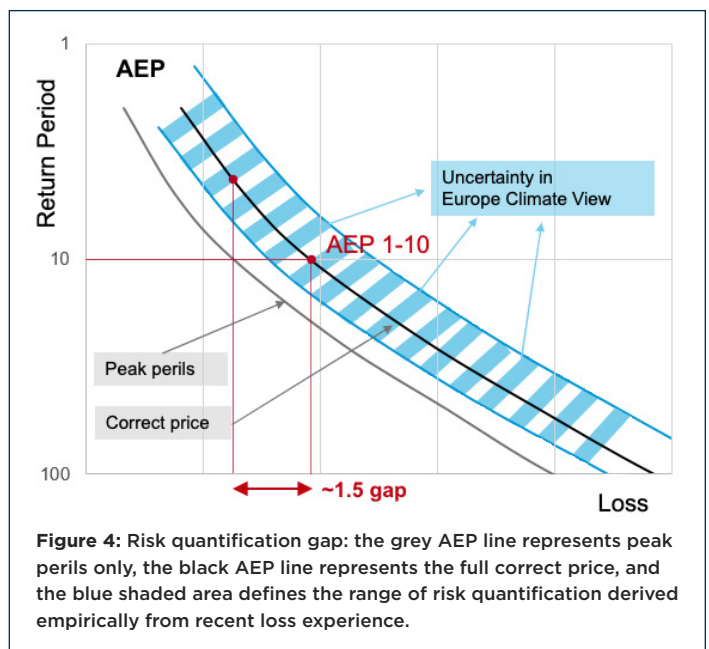 1
AEP
Return Period
Uncertainty in
Europe Climate View
AEP 1-10
10
Peak perils
Correct price
100
~1.5 gap
Loss
Figure 4: Risk quantification gap: the grey AEP line represents peak
perils only, the black AEP line represents the full correct price, and
the blue shaded area defines the range of risk quantification derived
empirically from recent loss experience.